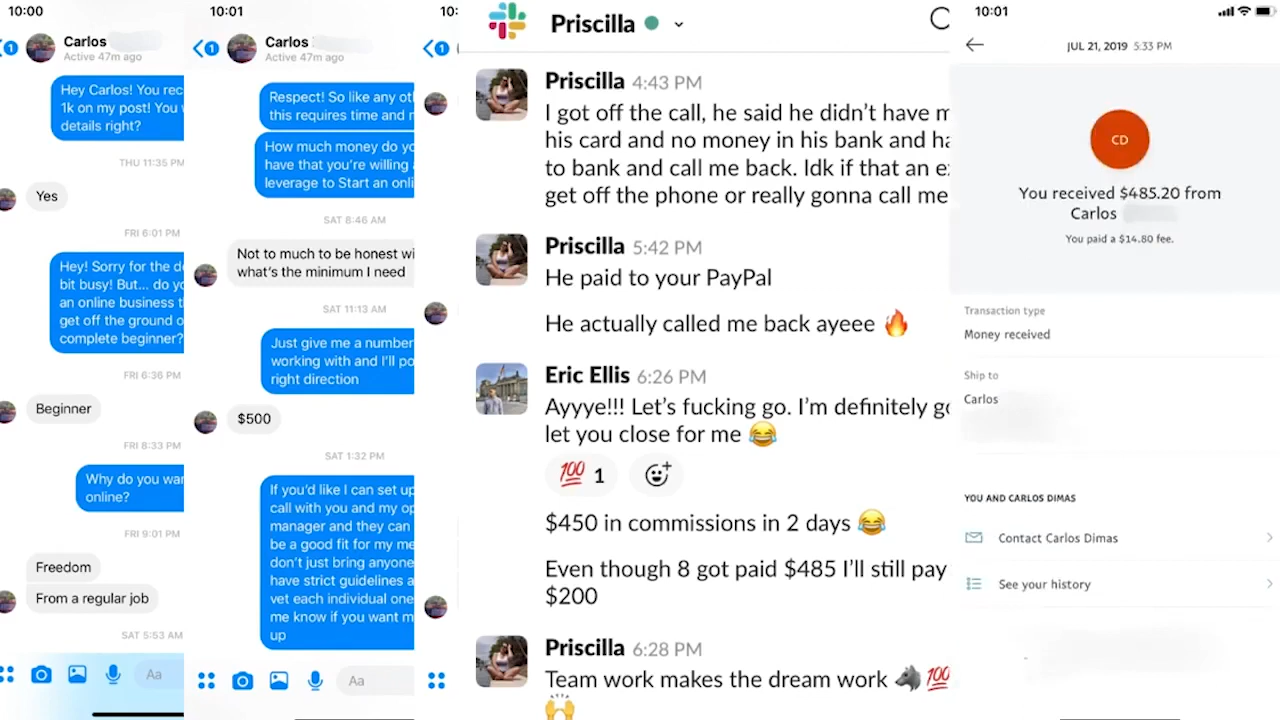 10:00
1
Carlos
Active 47m ago
Hey Carlos! You rec
1k on my post! You
details right?
THU 11:35 PM
Yes
FRI 6:01 PM
Hey! Sorry for the d
bit busy! But... do yo
an online business t
get off the ground o
complete beginner?
FRI 6:36 PM
Beginner
FRI 8:33 PM
Why do you wa
online?
FRI 9:01 PM
Freedom
From a regular job
SAT 5:53 AM
Aa
10:01
1
Carlos
Active 47m ago
Respect! So like any ot
this requires time and
How much money do yo
have that you're willing
leverage to Start an onli
SAT 8:46 AM
Not to much to be honest wi
what's the minimum I need
SAT 11:13 AM
Just give me a number
working with and I'll po
right direction
$500
SAT 1:32 PM
If you'd like I can set up
call with you and my op
manager and they can
be a good fit for my me
don't just bring anyone
have strict guidelines a
vet each individual one
me know if you want m
up
Aa
10:
1
Priscilla
Priscilla 4:43 PM
I got off the call, he said he didn't have m
his card and no money in his bank and ha
to bank and call me back. Idk if that an e
get off the phone or really gonna call me
Priscilla 5:42 PM
He paid to your PayPal
He actually called me back ayeee 🔥
Eric Ellis 6:26 PM
Ayyye!!! Let's fucking go. I'm definitely go
let you close for me 😂
💯 1
$450 in commissions in 2 days 😂
Even though 8 got paid $485 I'll still pay
$200
Priscilla 6:28 PM
Team work makes the dream work 🐺 💯
🙌
10:01
JUL 21, 2019 5:33 PM
CD
You received $485.20 from
Carlos
You paid a $14.80 fee.
Transaction type
Money received
Ship to
Carlos
YOU AND CARLOS DIMAS
Contact Carlos Dimas
See your history